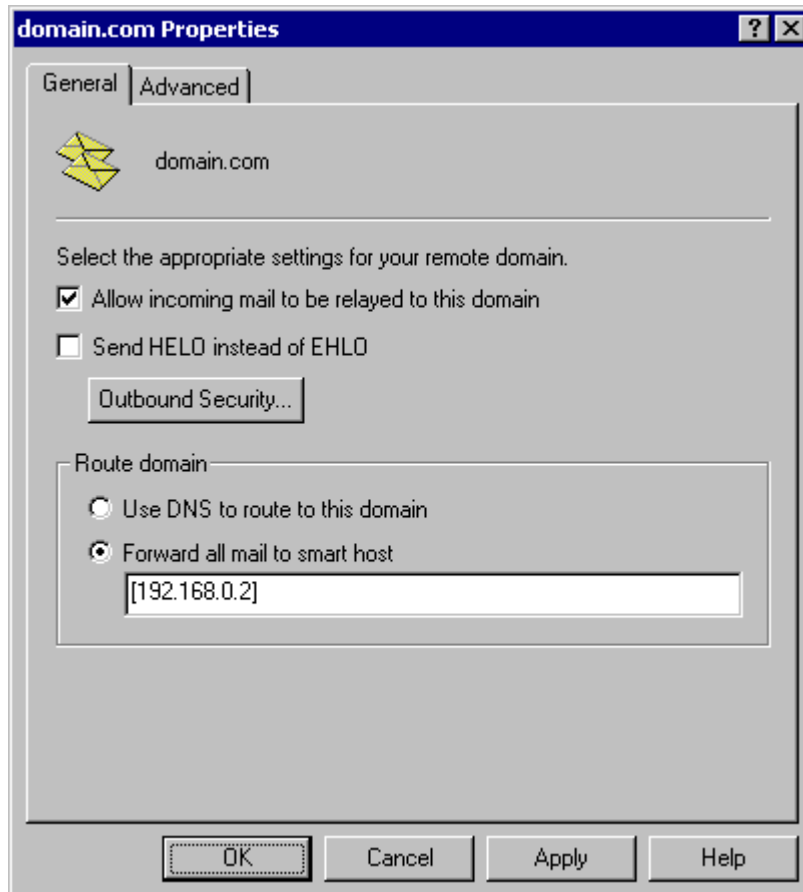 domain.com Properties
General Advanced
domain.com
Select the appropriate settings for your remote domain.
Allow incoming mail to be relayed to this domain
Send HELO instead of EHLO
Outbound Security...
Route domain
Use DNS to route to this domain
Forward all mail to smart host
[192.168.0.2]
OK Cancel Apply Help